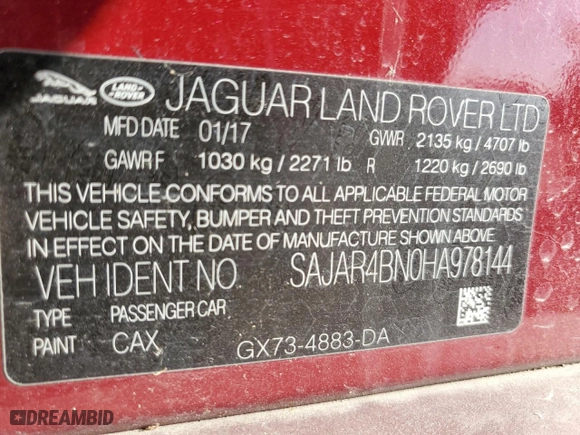 JAGUAR LAND ROVER JAGUAR LAND ROVER LTD
MFD DATE 01/17 GVWR 2135 kg / 4707 lb
GAWR F 1030 kg / 2271 lb R 1220 kg / 2690 lb
THIS VEHICLE CONFORMS TO ALL APPLICABLE FEDERAL MOTOR
VEHICLE SAFETY, BUMPER AND THEFT PREVENTION STANDARDS
IN EFFECT ON THE DATE OF MANUFACTURE SHOWN ABOVE
VEH IDENT NO. SAJAR4BN0HA978144
TYPE PASSENGER CAR
PAINT CAX GX73-4883-DA
DREAMBID